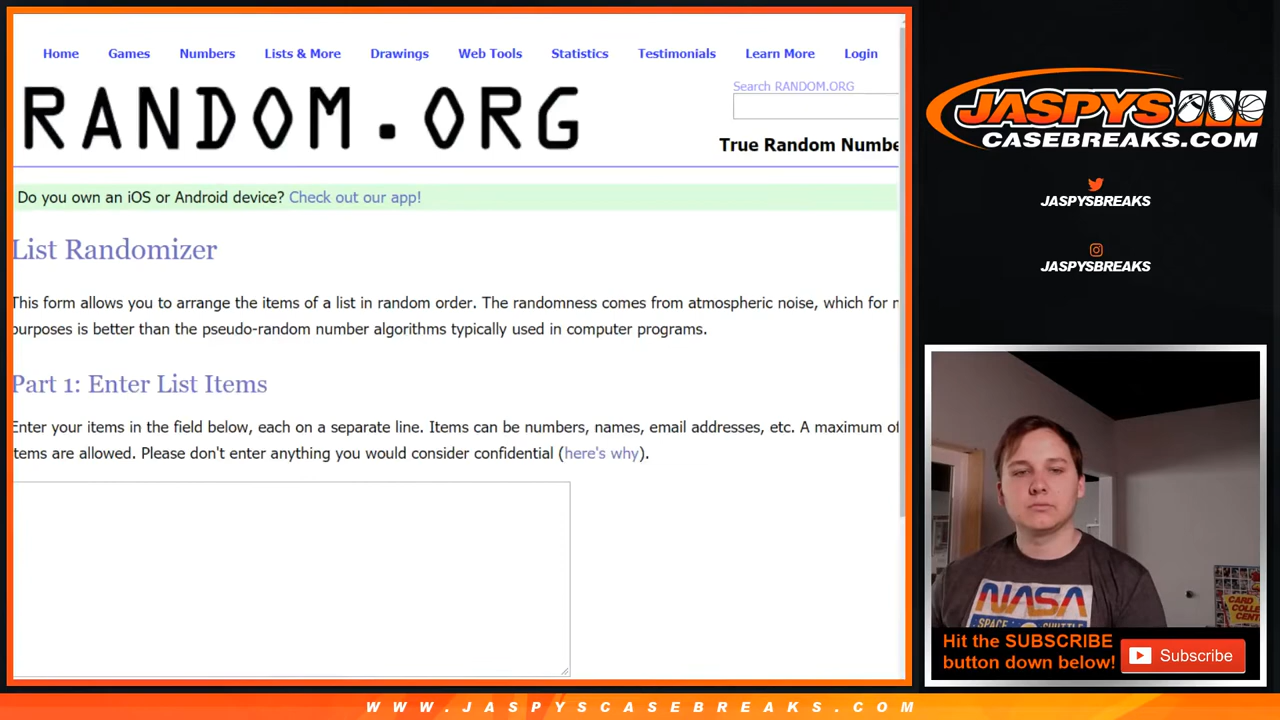 Home Games Numbers Lists & More Drawings Web Tools Statistics Testimonials Learn More Login
RANDOM.ORG
Search RANDOM.ORG
True Random Numbe
Do you own an iOS or Android device? Check out our app!
List Randomizer
This form allows you to arrange the items of a list in random order. The randomness comes from atmospheric noise, which for
purposes is better than the pseudo-random number algorithms typically used in computer programs.
Part 1: Enter List Items
Enter your items in the field below, each on a separate line. Items can be numbers, names, email addresses, etc. A maximum of
tems are allowed. Please don't enter anything you would consider confidential (here's why).
JASPYS
CASEBREAKS.COM
JASPYSBREAKS
JASPYSBREAKS
NASA
SPACE SHUTTLE
CARD
Hit the SUBSCRIBE
button down below!
Subscribe
WWW.JASPYSCASEBREAKS.COM